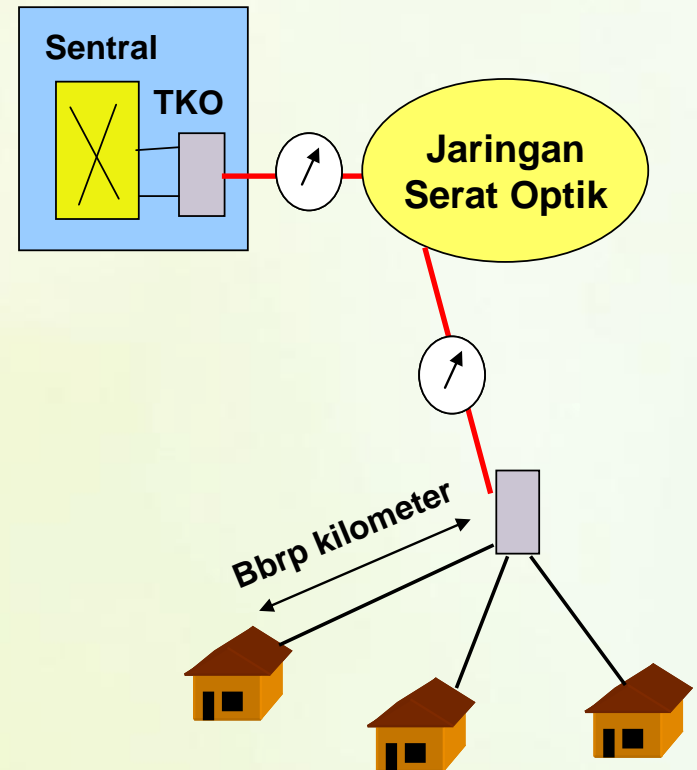 Sentral
TKO
Jaringan
Serat Optik
Bbrp kilometer